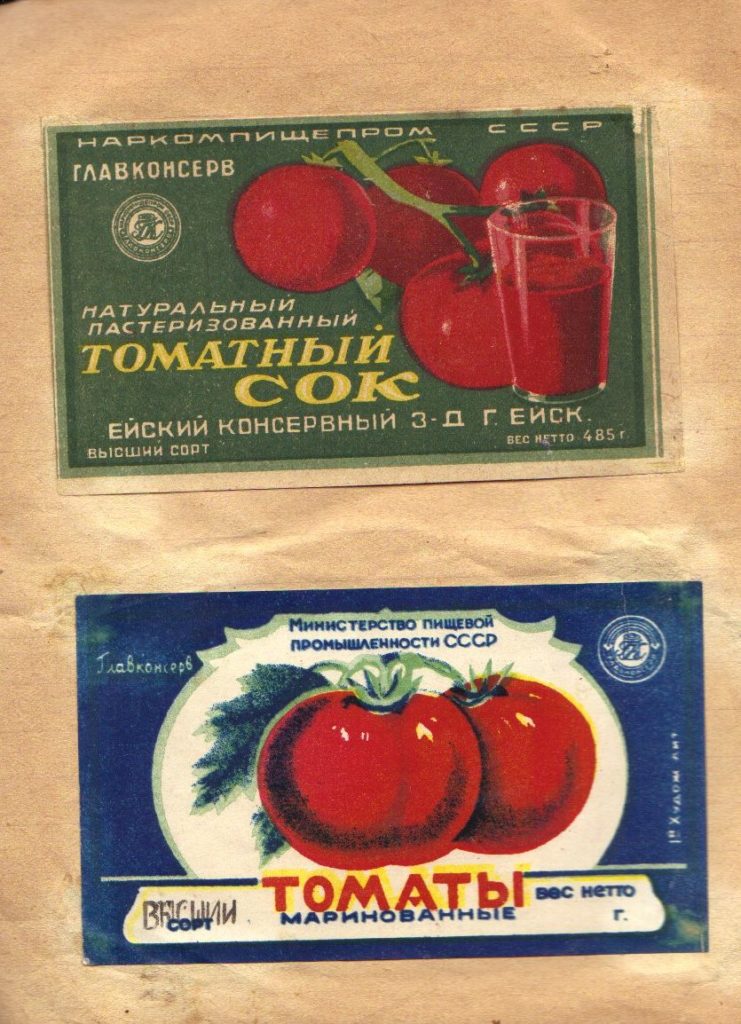 НАРКОМПИЩЕПРОМ СССР
ГЛАВКОНСЕРВ
НАТУРАЛЬНЫЙ
ПАСТЕРИЗОВАННЫЙ
ТОМАТНЫЙ
СОК
ЕЙСКИЙ КОНСЕРВНЫЙ З-Д Г. ЕЙСК.
ВЫСШИЙ СОРТ
ВЕС НЕТТО 485 г
Министерство пищевой
промышленности СССР
Главконсерв
ТОМАТЫ
МАРИНОВАННЫЕ
ВЫСШИЙ
СОРТ
вес нетто
г.